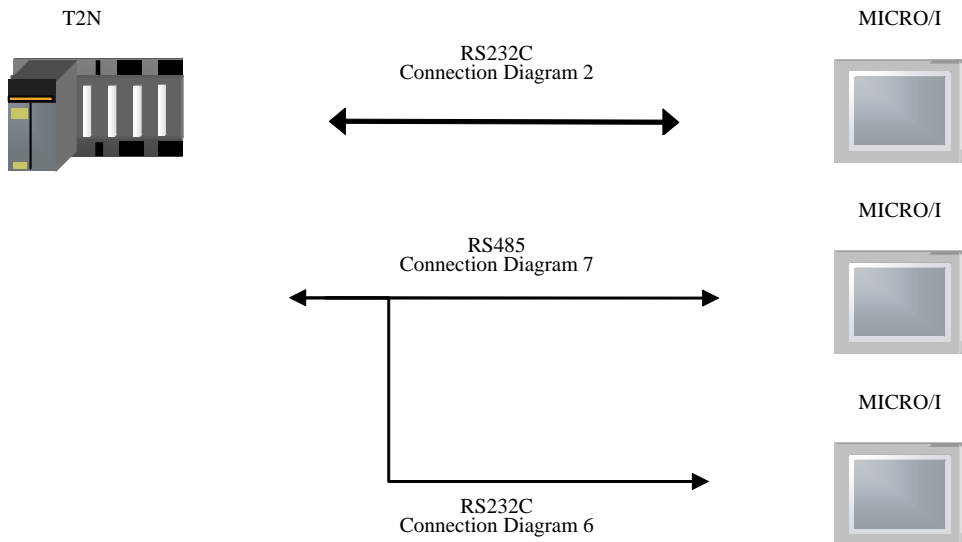 T2N
MICRO/I
RS232C
Connection Diagram 2
MICRO/I
RS485
Connection Diagram 7
MICRO/I
RS232C
Connection Diagram 6